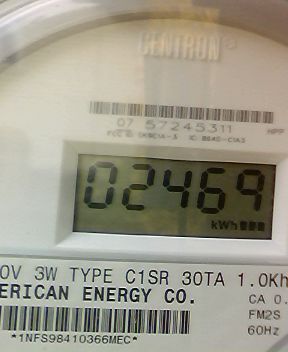 CENTRON®
07 57245311
HPP
02469
kWh
0V 3W TYPE C1SR 30TA 1.0Kh
ERICAN ENERGY CO.
CA 0.
FM2S
60Hz
*1NFS98410366MEC*